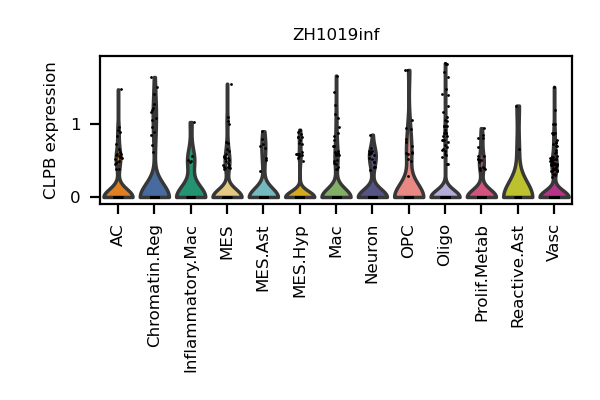 ZH1019inf
CLPB expression
1
0
AC
Chromatin.Reg
Inflammatory.Mac
MES
MES.Ast
MES.Hyp
Mac
Neuron
OPC
Oligo
Prolif.Metab
Reactive.Ast
Vasc